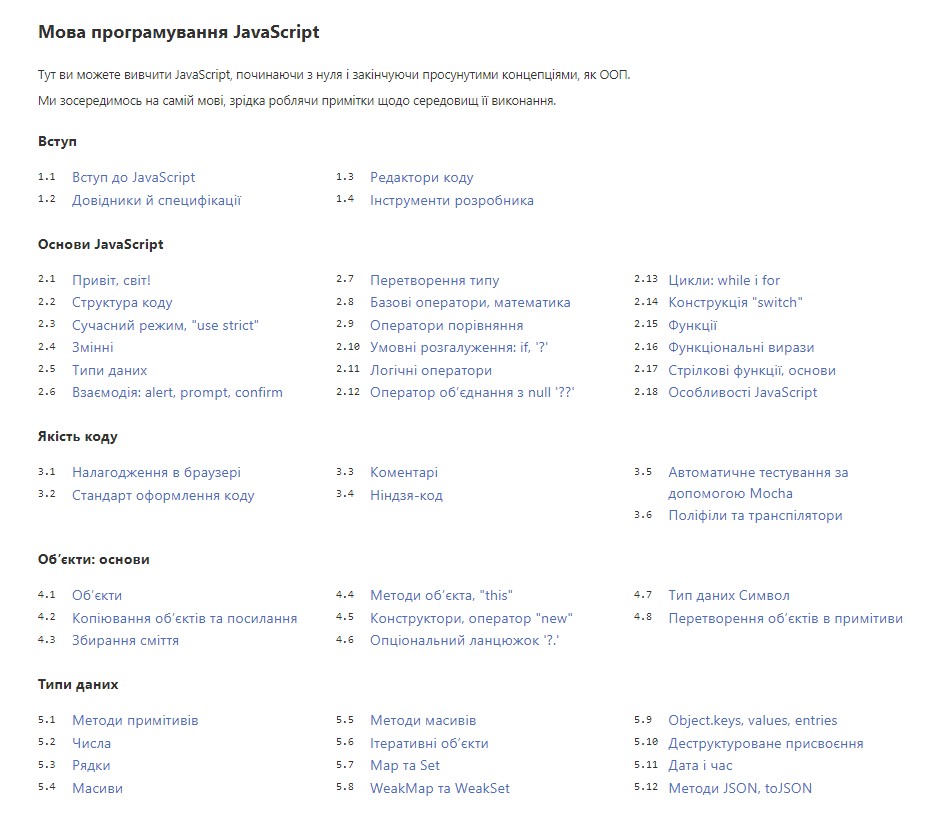 Мова програмування JavaScript
Тут ви можете вивчити JavaScript, починаючи з нуля і закінчуючи просунутими концепціями, як ООП.
Ми зосередимось на самій мові, зрідка роблячи примітки щодо середовищ її виконання.
Вступ
1.1 Вступ до JavaScript
1.2 Довідники й специфікації
1.3 Редактори коду
1.4 Інструменти розробника
Основи JavaScript
2.1 Привіт, світ!
2.2 Структура коду
2.3 Сучасний режим, "use strict"
2.4 Змінні
2.5 Типи даних
2.6 Взаємодія: alert, prompt, confirm
2.7 Перетворення типу
2.8 Базові оператори, математика
2.9 Оператори порівняння
2.10 Умовні розгалуження: if, '?'
2.11 Логічні оператори
2.12 Оператор об’єднання з null '??'
2.13 Цикли: while і for
2.14 Конструкція "switch"
2.15 Функції
2.16 Функціональні вирази
2.17 Стрілкові функції, основи
2.18 Особливості JavaScript
Якість коду
3.1 Налагодження в браузері
3.2 Стандарт оформлення коду
3.3 Коментарі
3.4 Ніндзя-код
3.5 Автоматичне тестування за
допомогою Mocha
3.6 Поліфіли та транспілятори
Об’єкти: основи
4.1 Об’єкти
4.2 Копіювання об’єктів та посилання
4.3 Збирання сміття
4.4 Методи об’єкта, "this"
4.5 Конструктори, оператор "new"
4.6 Опціональний ланцюжок '?.'
4.7 Тип даних Символ
4.8 Перетворення об’єктів в примітиви
Типи даних
5.1 Методи примітивів
5.2 Числа
5.3 Рядки
5.4 Масиви
5.5 Методи масивів
5.6 Ітеративні об’єкти
5.7 Map та Set
5.8 WeakMap та WeakSet
5.9 Object.keys, values, entries
5.10 Деструктуроване присвоєння
5.11 Дата і час
5.12 Методи JSON, toJSON